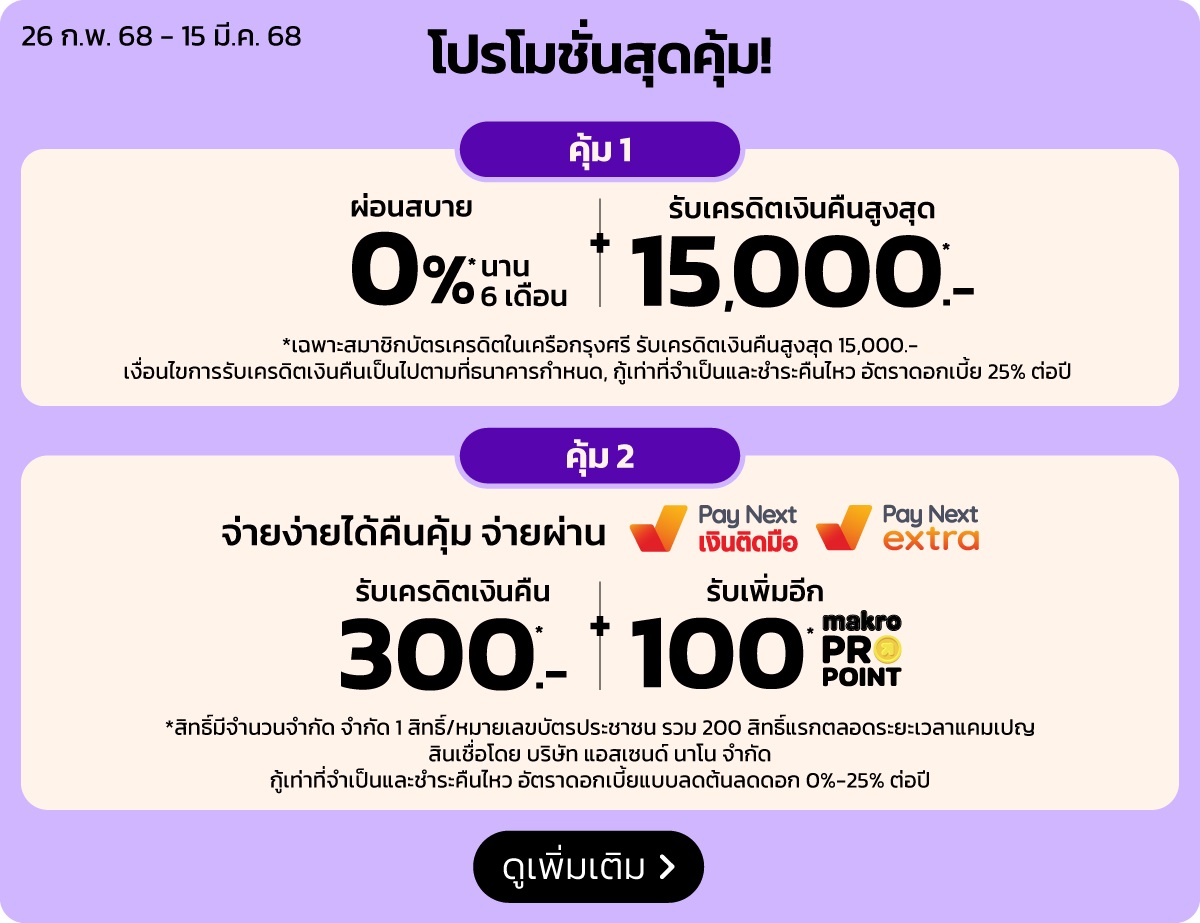 26 ก.พ. 68 - 15 มี.ค. 68
โปรโมชั่นสุดคุ้ม!
คุ้ม 1
ผ่อนสบาย
0%* นาน 6 เดือน
+
รับเครดิตเงินคืนสูงสุด
15,000.-*
*เฉพาะสมาชิกบัตรเครดิตในเครือกรุงศรี รับเครดิตเงินคืนสูงสุด 15,000.-
เงื่อนไขการรับเครดิตเงินคืนเป็นไปตามที่ธนาคารกำหนด, กู้เท่าที่จำเป็นและชำระคืนไหว อัตราดอกเบี้ย 25% ต่อปี
คุ้ม 2
จ่ายง่ายได้คืนคุ้ม จ่ายผ่าน
Pay Next
เงินติดมือ
Pay Next
extra
รับเครดิตเงินคืน
300.-*
+
รับเพิ่มอีก
100*
makro
PRO
POINT
*สิทธิ์มีจำนวนจำกัด จำกัด 1 สิทธิ์/หมายเลขบัตรประชาชน รวม 200 สิทธิ์แรกตลอดระยะเวลาแคมเปญ
สินเชื่อโดย บริษัท แอสเซนด์ นาโน จำกัด
กู้เท่าที่จำเป็นและชำระคืนไหว อัตราดอกเบี้ยแบบลดต้นลดดอก 0%-25% ต่อปี
ดูเพิ่มเติม >